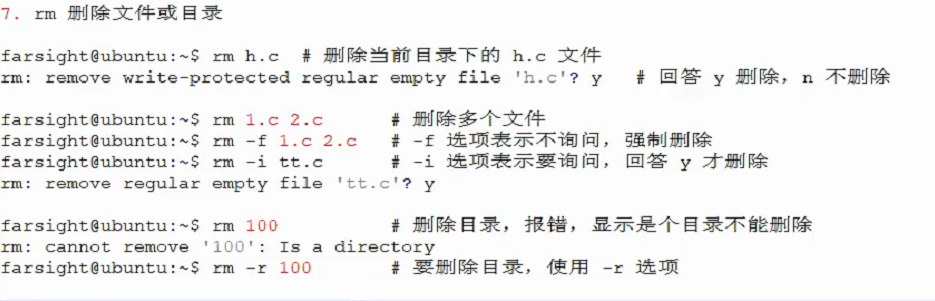 7. rm 删除文件或目录
farsight@ubuntu:~$ rm h.c # 删除当前目录下的 h.c 文件
rm: remove write-protected regular empty file 'h.c'? y # 回答 y 删除，n 不删除
farsight@ubuntu:~$ rm 1.c 2.c # 删除多个文件
farsight@ubuntu:~$ rm -f 1.c 2.c # -f 选项表示不询问，强制删除
farsight@ubuntu:~$ rm -i tt.c # -i 选项表示要询问，回答 y 才删除
rm: remove regular empty file 'tt.c'? y
farsight@ubuntu:~$ rm 100 # 删除目录，报错，显示是个目录不能删除
rm: cannot remove '100': Is a directory
farsight@ubuntu:~$ rm -r 100 # 要删除目录，使用 -r 选项